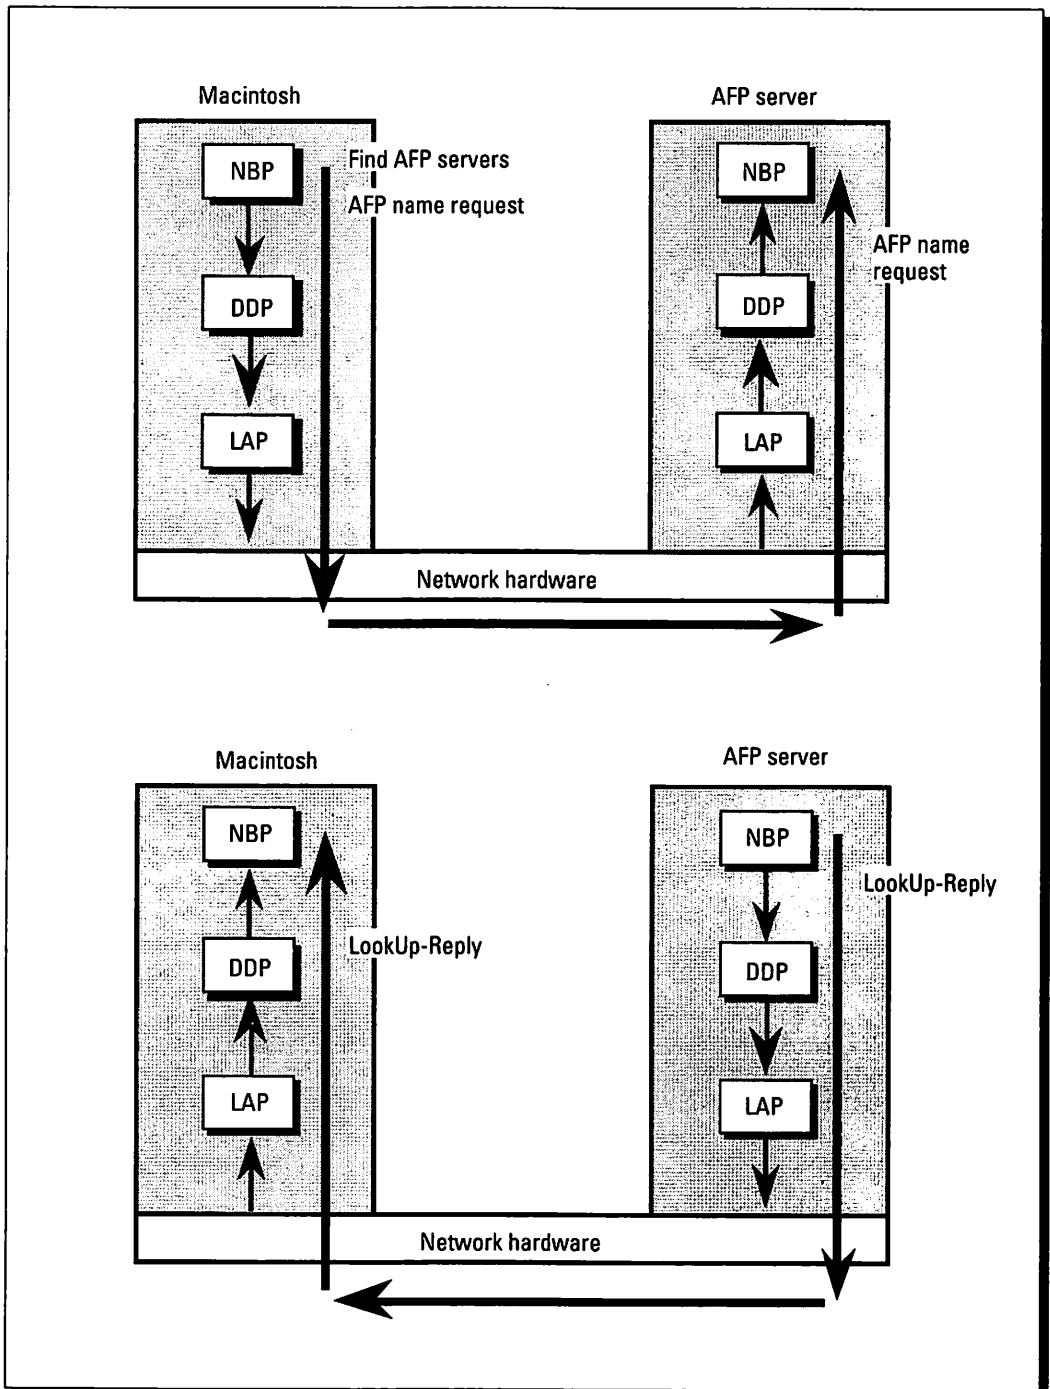 Macintosh
AFP server
NBP
Find AFP servers
AFP name request
NBP
AFP name
request
DDP
DDP
LAP
LAP
Network hardware
Macintosh
AFP server
NBP
NBP
LookUp-Reply
LookUp-Reply
DDP
DDP
LAP
LAP
Network hardware